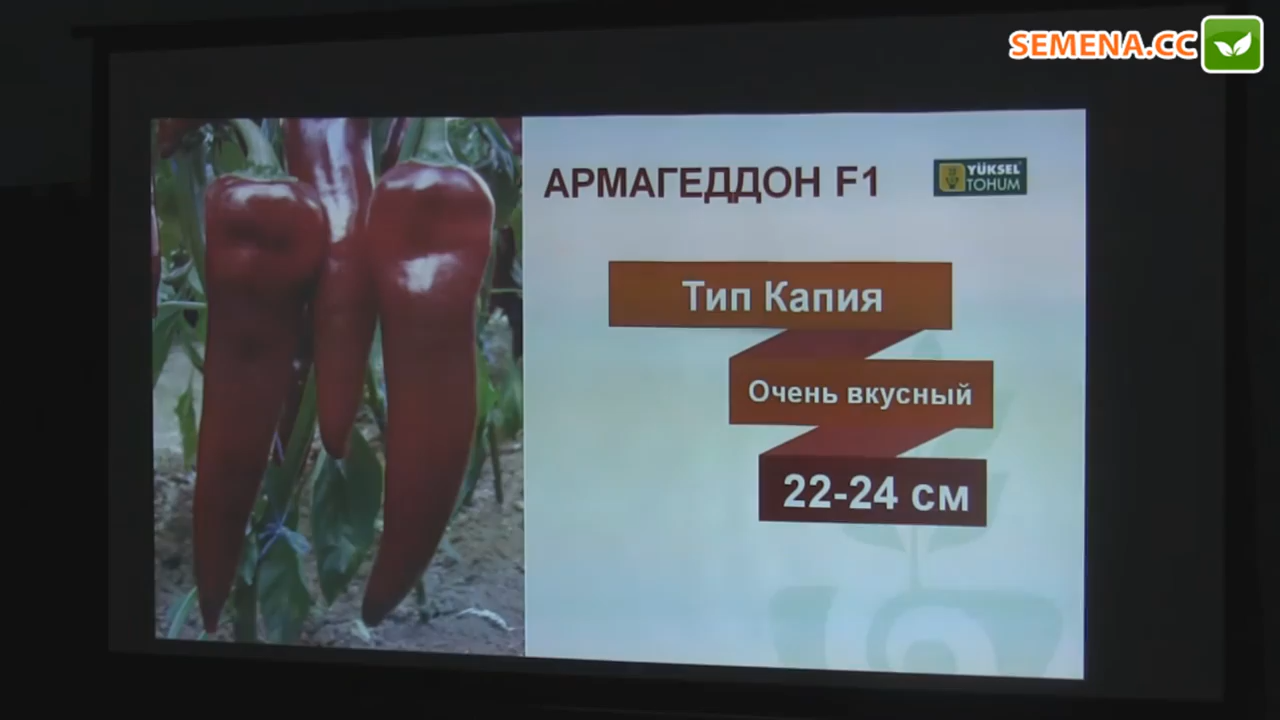 SEMENA.CC
АРМАГЕДДОН F1
YÜKSEL
TOHUM
Тип Капия
Очень вкусный
22-24 см